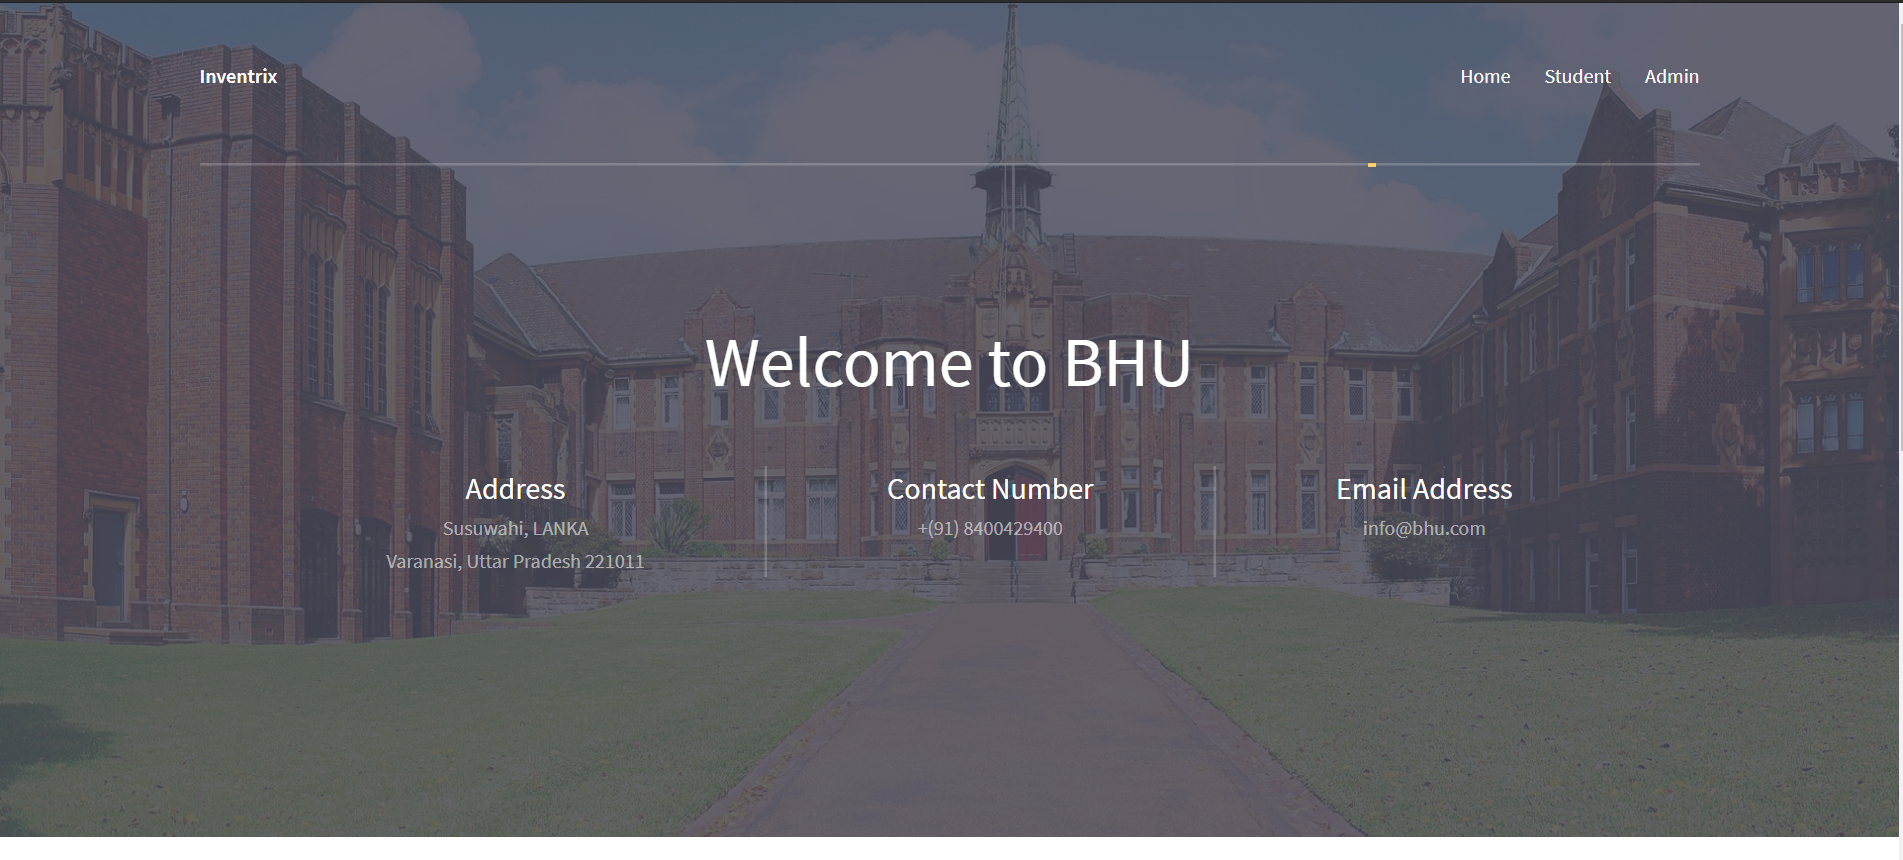 Inventrix
Home Student Admin
Welcome to BHU
Address
Susuwahi, LANKA
Varanasi, Uttar Pradesh 221011
Contact Number
+(91) 8400429400
Email Address
info@bhu.com